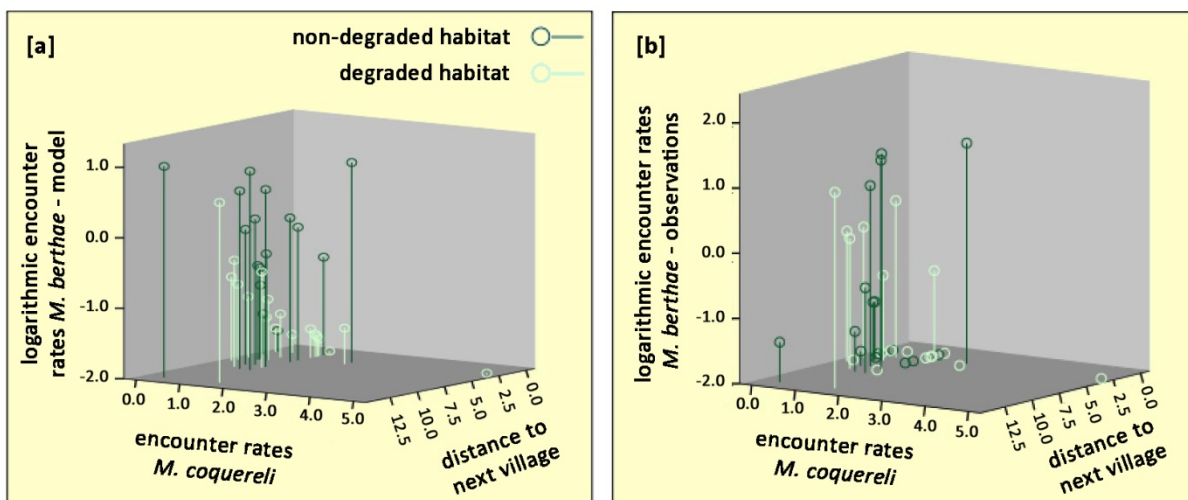 [a]
non-degraded habitat
degraded habitat
logarithmic encounter
rates M. berthae - model
1.0
0.0
-1.0
-2.0
0.0 1.0 2.0 3.0 4.0 5.0
encounter rates
M. coquereli
12.5 10.0 7.5 5.0 2.5 0.0
distance to
next village
[b]
logarithmic encounter rates
M. berthae - observations
2.0
1.0
0.0
-1.0
-2.0
0.0 1.0 2.0 3.0 4.0 5.0
encounter rates
M. coquereli
12.5 10.0 7.5 5.0 2.5 0.0
distance to
next village